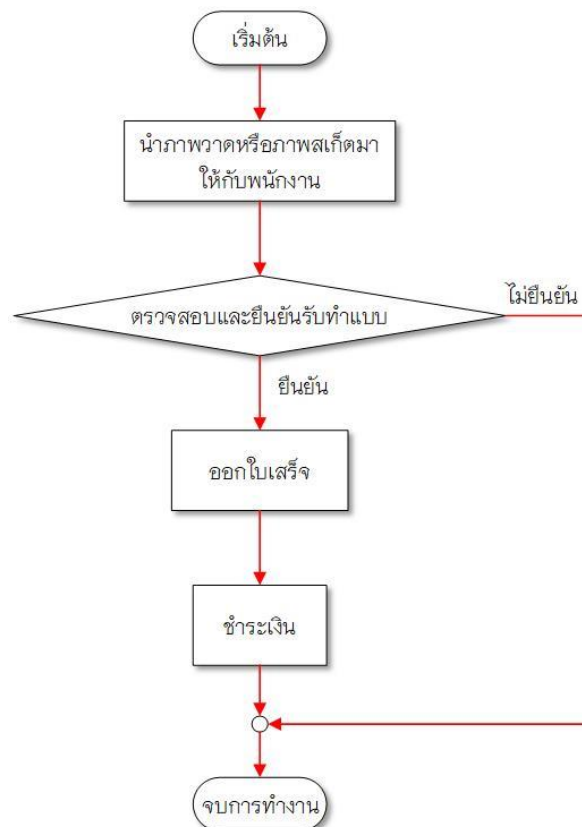 เริ่มต้น
นำภาพวาดหรือภาพสเก็ตมา
ให้กับพนักงาน
ตรวจสอบและยืนยันรับทำแบบ
ไม่ยืนยัน
ยืนยัน
ออกใบเสร็จ
ชำระเงิน
จบการทำงาน